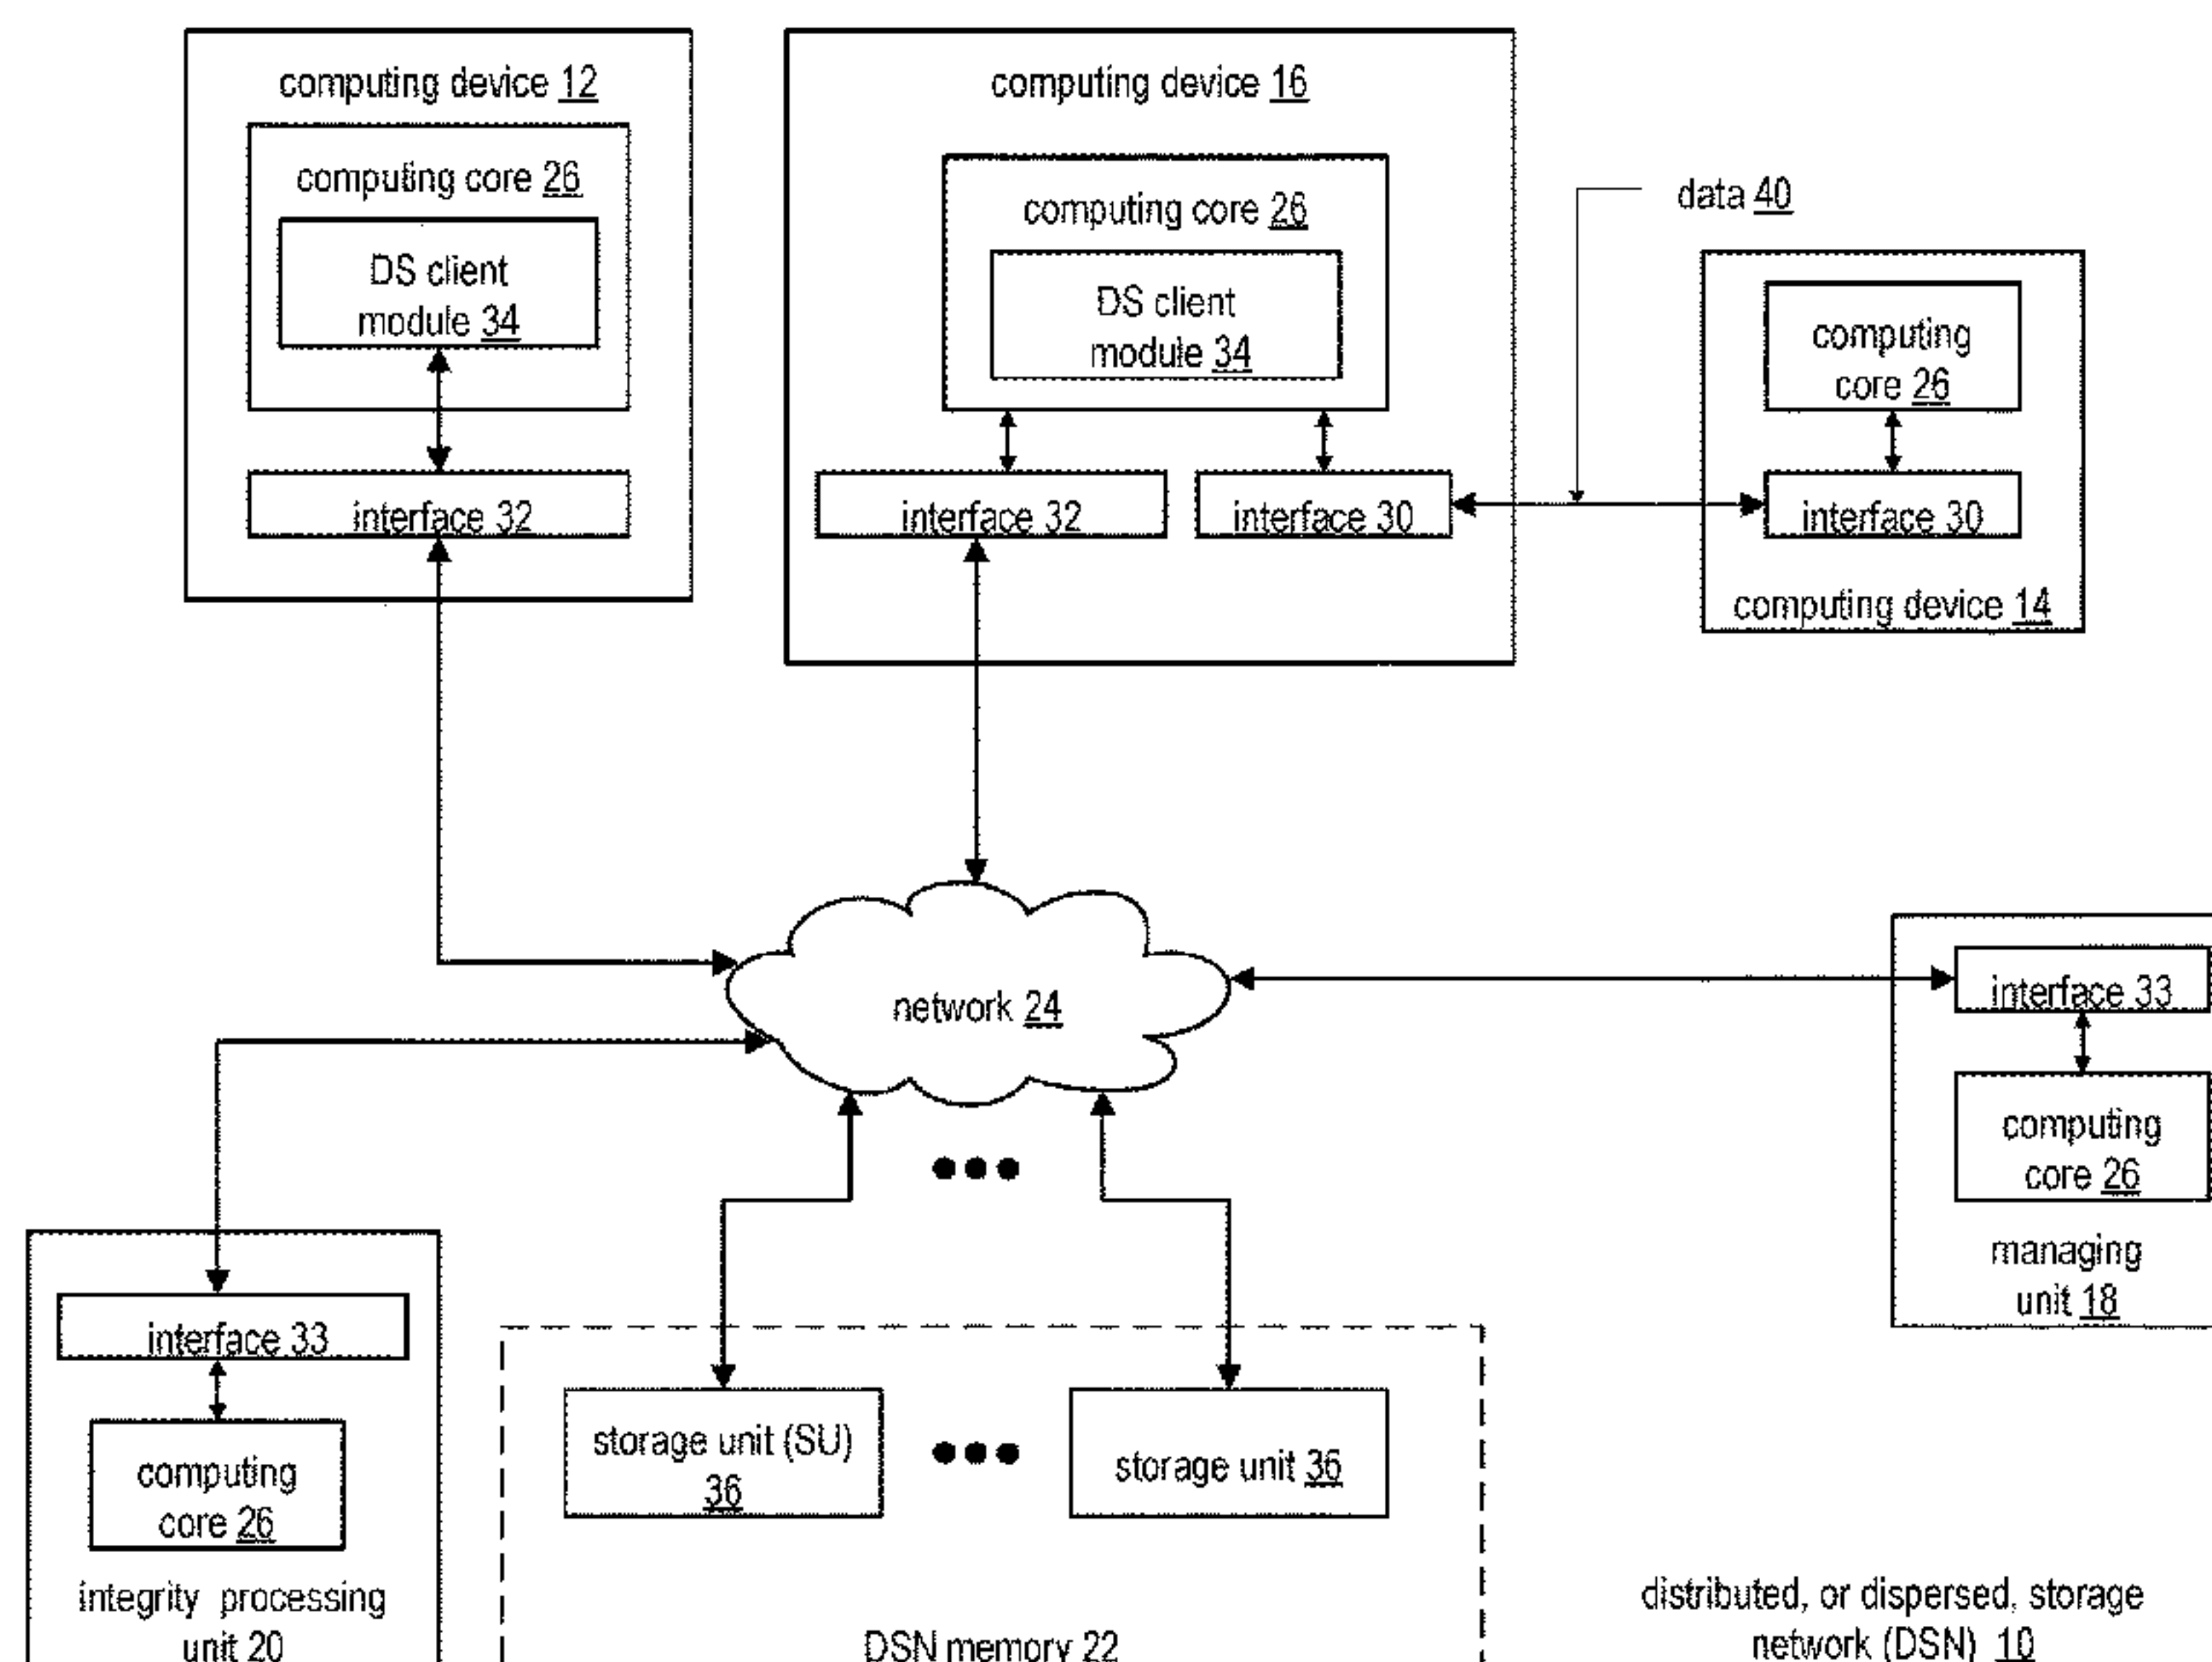 computing device 12
computing core 26
DS client
module 34
interface 32
computing device 16
computing core 26
DS client
module 34
interface 32
interface 30
data 40
computing
core 26
interface 30
computing device 14
network 24
interface 33
computing
core 26
managing
unit 18
interface 33
computing
core 26
integrity processing
unit 20
storage unit (SU)
36
storage unit 36
DSN memory 22
distributed, or dispersed, storage
network (DSN) 10